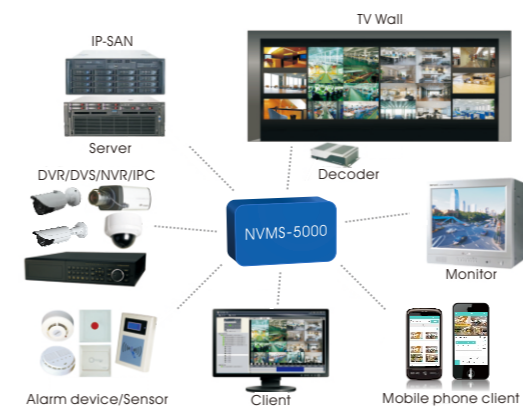 TV Wall
IP-SAN
Server
Decoder
DVR/DVS/NVR/IPC
NVMS-5000
Monitor
Alarm device/Sensor
Client
Mobile phone client